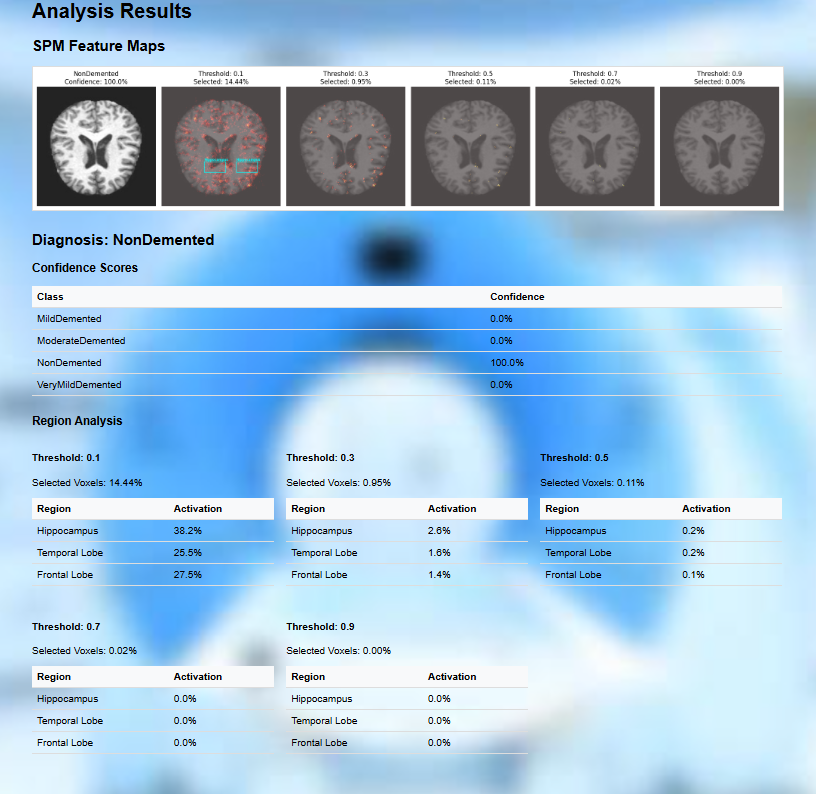 Analysis Results
SPM Feature Maps
NonDemented
Confidence: 100.0%
Threshold: 0.1
Selected: 14.44%
Threshold: 0.3
Selected: 0.95%
Threshold: 0.5
Selected: 0.11%
Threshold: 0.7
Selected: 0.02%
Threshold: 0.9
Selected: 0.00%
Diagnosis: NonDemented
Confidence Scores
Class Confidence
MildDemented 0.0%
ModerateDemented 0.0%
NonDemented 100.0%
VeryMildDemented 0.0%
Region Analysis
Threshold: 0.1
Selected Voxels: 14.44%
Region Activation
Hippocampus 38.2%
Temporal Lobe 25.5%
Frontal Lobe 27.5%
Threshold: 0.3
Selected Voxels: 0.95%
Region Activation
Hippocampus 2.6%
Temporal Lobe 1.6%
Frontal Lobe 1.4%
Threshold: 0.5
Selected Voxels: 0.11%
Region Activation
Hippocampus 0.2%
Temporal Lobe 0.2%
Frontal Lobe 0.1%
Threshold: 0.7
Selected Voxels: 0.02%
Region Activation
Hippocampus 0.0%
Temporal Lobe 0.0%
Frontal Lobe 0.0%
Threshold: 0.9
Selected Voxels: 0.00%
Region Activation
Hippocampus 0.0%
Temporal Lobe 0.0%
Frontal Lobe 0.0%